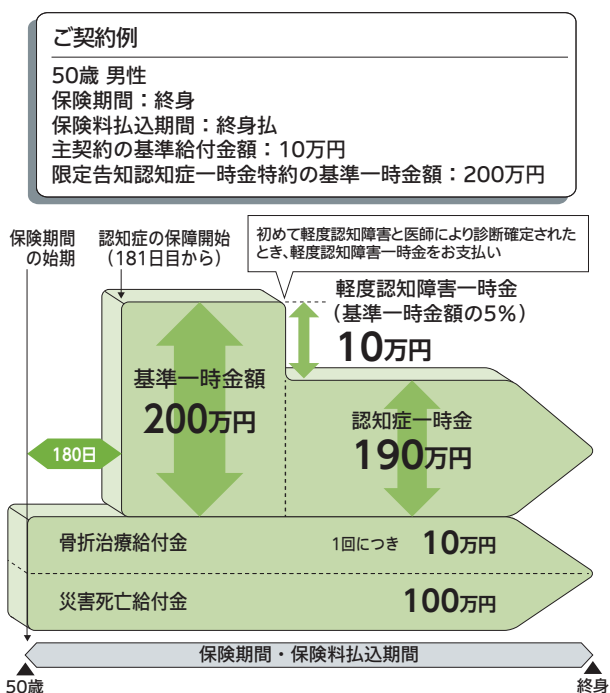 ご契約例
50歳 男性
保険期間：終身
保険料払込期間：終身払
主契約の基準給付金額：10万円
限定告知認知症一時金特約の基準一時金額：200万円
保険期間
の始期
認知症の保障開始
（181日目から）
初めて軽度認知障害と医師により診断確定された
とき、軽度認知障害一時金をお支払い
軽度認知障害一時金
（基準一時金額の5％）
10万円
基準一時金額
200万円
認知症一時金
190万円
180日
骨折治療給付金 1回につき 10万円
災害死亡給付金 100万円
保険期間・保険料払込期間
50歳
終身